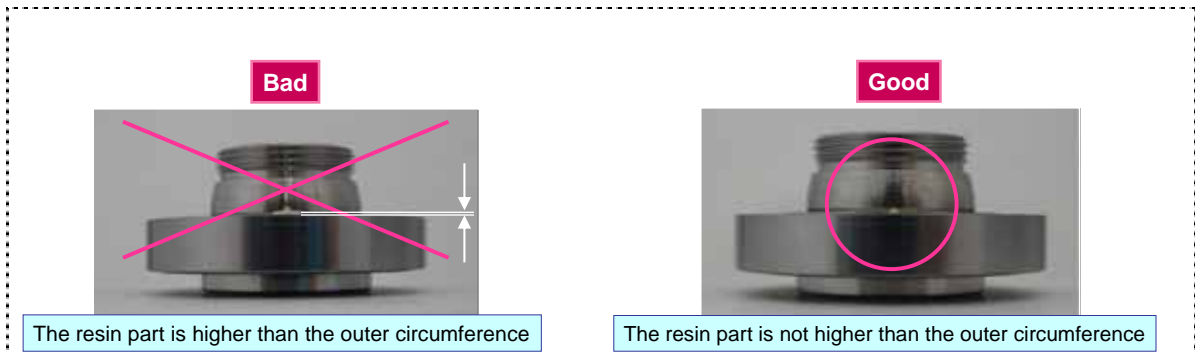 Bad
Good
The resin part is higher than the outer circumference
The resin part is not higher than the outer circumference